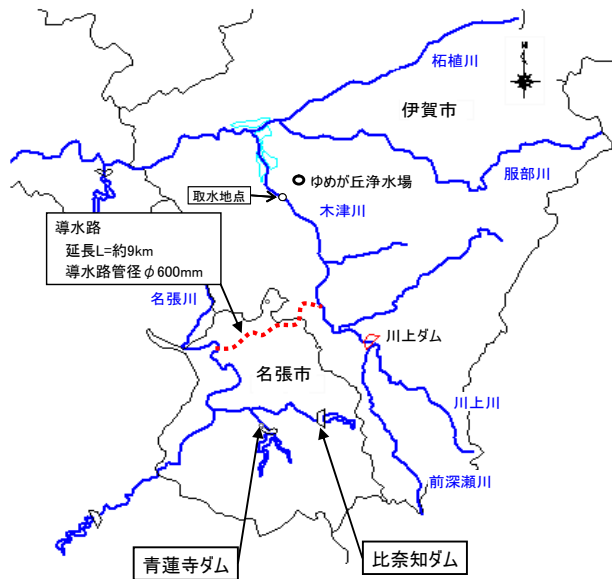 柘植川
N
伊賀市
服部川
ゆめが丘浄水場
取水地点
木津川
導水路
延長L=約9km
導水路管径φ600mm
名張川
川上ダム
名張市
川上川
前深瀬川
青蓮寺ダム
比奈知ダム